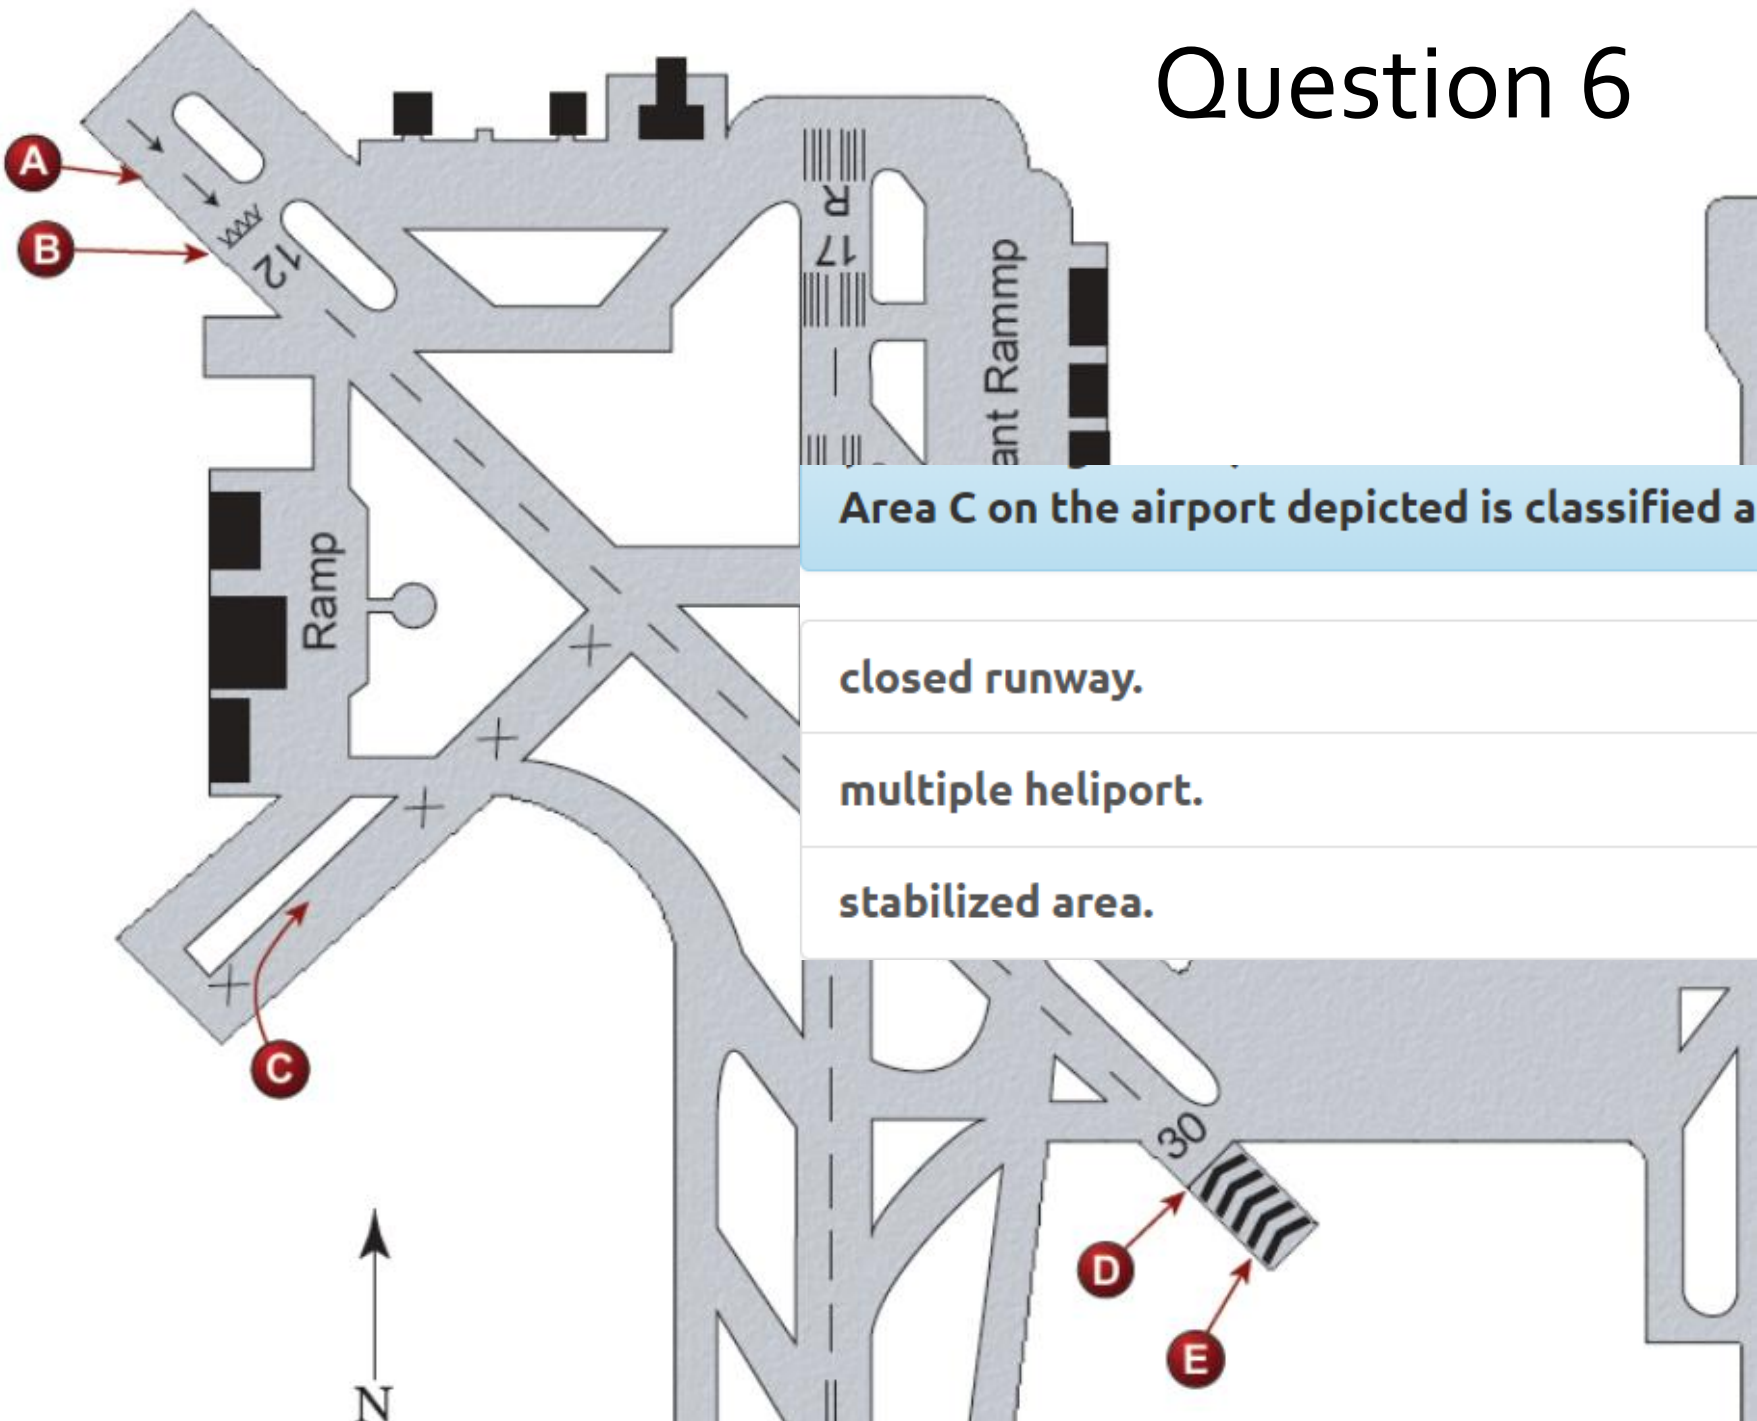 Question 6
A
B
12
R
17
ant Rammp
Area C on the airport depicted is classified a
closed runway.
multiple heliport.
stabilized area.
Ramp
C
30
D
E
N